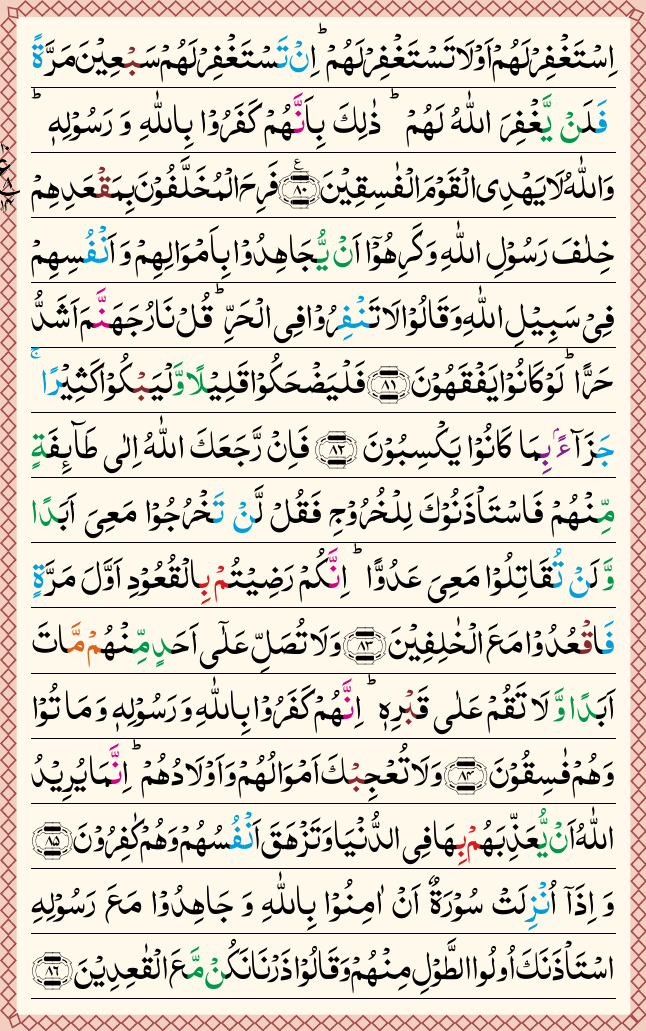 اِسْتَغْفِرْ لَهُمْ اَوْ لَا تَسْتَغْفِرْ لَهُمْ ؕ اِنْ تَسْتَغْفِرْ لَهُمْ سَبْعِيْنَ مَرَّةً
فَلَنْ يَّغْفِرَ اللّٰهُ لَهُمْ ؕ ذٰلِكَ بِاَنَّهُمْ كَفَرُوْا بِاللّٰهِ وَ رَسُوْلِهٖ ؕ
وَاللّٰهُ لَا يَهْدِى الْقَوْمَ الْفٰسِقِيْنَ ﴿۸۰﴾ فَرِحَ الْمُخَلَّفُوْنَ بِمَقْعَدِهِمْ
خِلٰفَ رَسُوْلِ اللّٰهِ وَ كَرِهُوْۤا اَنْ يُّجَاهِدُوْا بِاَمْوَالِهِمْ وَ اَنْفُسِهِمْ
فِىْ سَبِيْلِ اللّٰهِ وَ قَالُوْا لَا تَنْفِرُوْا فِى الْحَرِّ ؕ قُلْ نَارُ جَهَنَّمَ اَشَدُّ
حَرًّا ؕ لَوْ كَانُوْا يَفْقَهُوْنَ ﴿۸۱﴾ فَلْيَضْحَكُوْا قَلِيْلًا وَّلْيَبْكُوْا كَثِيْرًا ۚ
جَزَآءًۢ بِمَا كَانُوْا يَكْسِبُوْنَ ﴿۸۲﴾ فَاِنْ رَّجَعَكَ اللّٰهُ اِلٰى طَآئِفَةٍ
مِّنْهُمْ فَاسْتَاْذَنُوْكَ لِلْخُرُوْجِ فَقُلْ لَّنْ تَخْرُجُوْا مَعِىَ اَبَدًا
وَّلَنْ تُقَاتِلُوْا مَعِىَ عَدُوًّا ؕ اِنَّكُمْ رَضِيْتُمْ بِالْقُعُوْدِ اَوَّلَ مَرَّةٍ
فَاقْعُدُوْا مَعَ الْخٰلِفِيْنَ ﴿۸۳﴾ وَلَا تُصَلِّ عَلٰٓى اَحَدٍ مِّنْهُمْ مَّاتَ
اَبَدًا وَّلَا تَقُمْ عَلٰى قَبْرِهٖ ؕ اِنَّهُمْ كَفَرُوْا بِاللّٰهِ وَ رَسُوْلِهٖ وَ مَا تُوْا
وَهُمْ فٰسِقُوْنَ ﴿۸۴﴾ وَلَا تُعْجِبْكَ اَمْوَالُهُمْ وَ اَوْلَادُهُمْ ؕ اِنَّمَا يُرِيْدُ
اللّٰهُ اَنْ يُّعَذِّبَهُمْ بِهَا فِى الدُّنْيَا وَ تَزْهَقَ اَنْفُسُهُمْ وَهُمْ كٰفِرُوْنَ ﴿۸۵﴾
وَ اِذَاۤ اُنْزِلَتْ سُوْرَةٌ اَنْ اٰمِنُوْا بِاللّٰهِ وَ جَاهِدُوْا مَعَ رَسُوْلِهِ
اسْتَاْذَنَكَ اُولُوا الطَّوْلِ مِنْهُمْ وَقَالُوْا ذَرْنَا نَكُنْ مَّعَ الْقٰعِدِيْنَ ﴿۸۶﴾